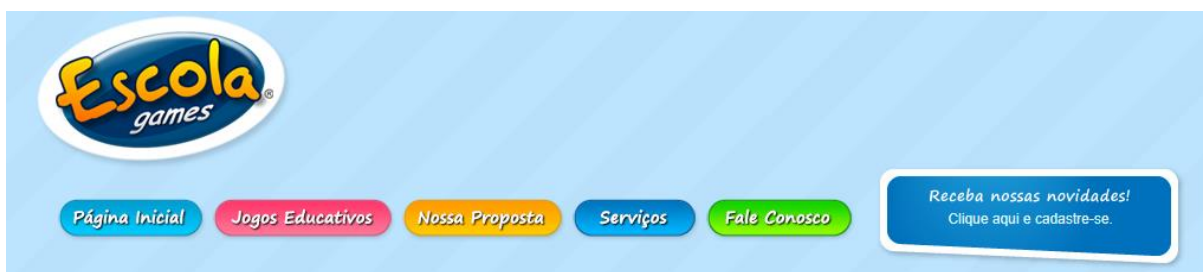 Escola
games
®
Página Inicial
Jogos Educativos
Nossa Proposta
Serviços
Fale Conosco
Receba nossas novidades!
Clique aqui e cadastre-se.